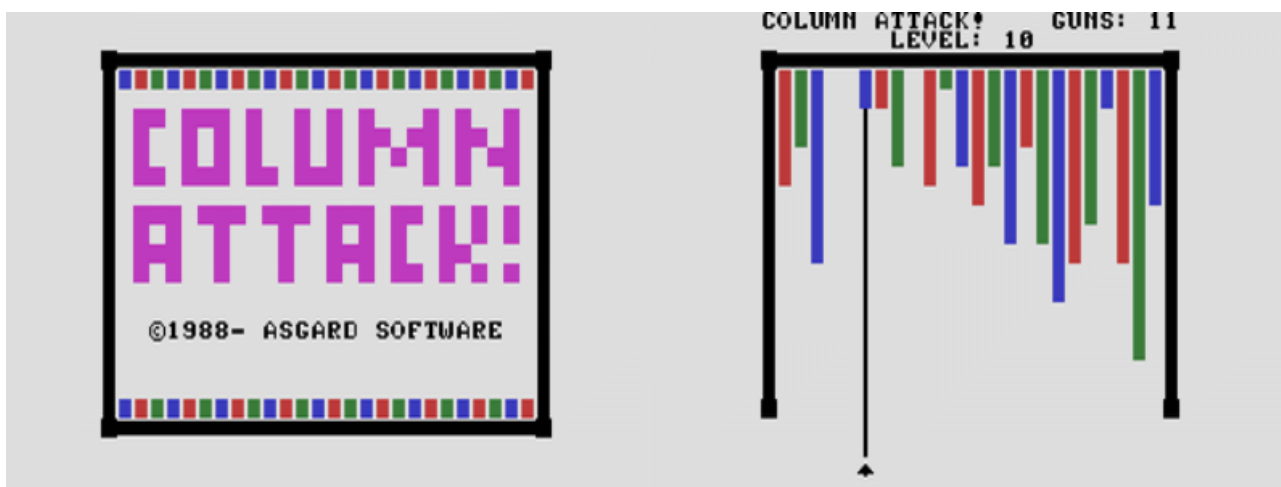 COLUMN
ATTACK!
©1988- ASGARD SOFTWARE
COLUMN ATTACK! GUNS: 11
LEVEL: 10